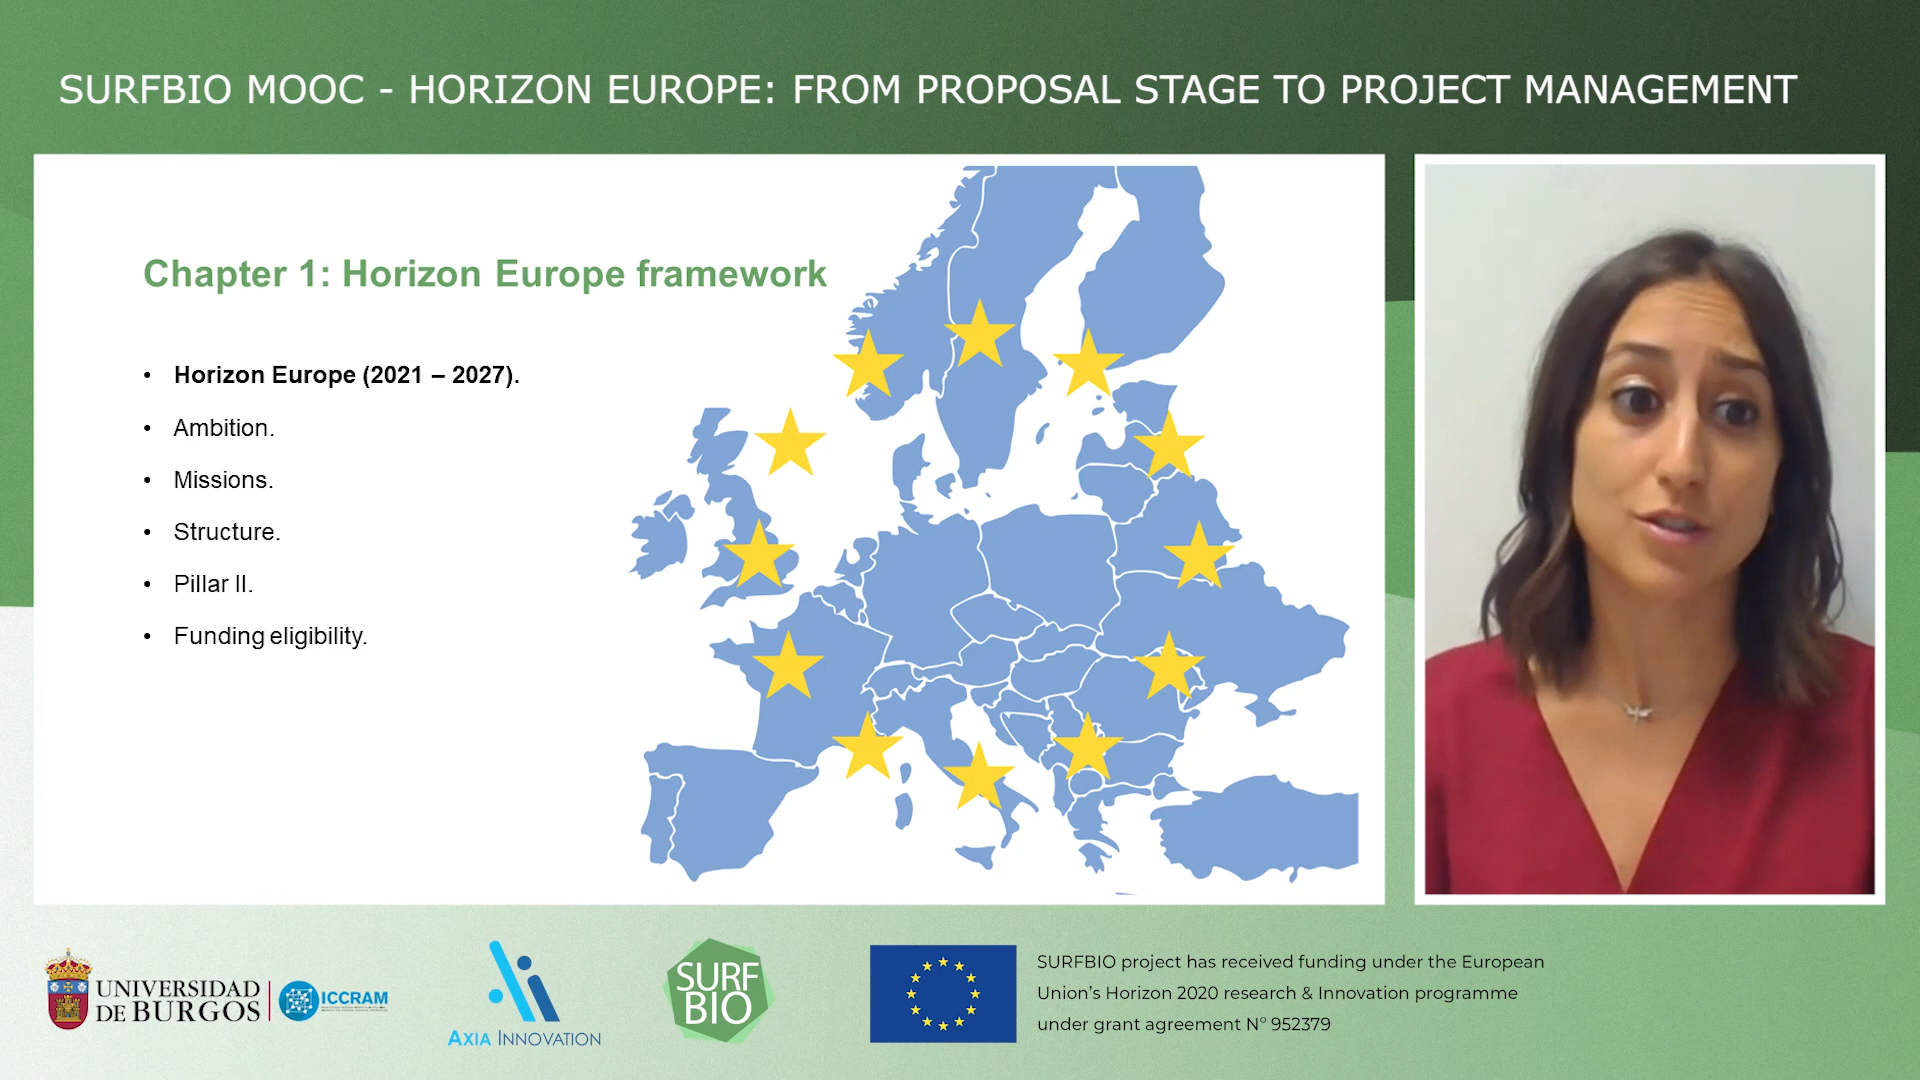 SURFBIO MOOC - HORIZON EUROPE: FROM PROPOSAL STAGE TO PROJECT MANAGEMENT
Chapter 1: Horizon Europe framework
• Horizon Europe (2021 – 2027).
• Ambition.
• Missions.
• Structure.
• Pillar II.
• Funding eligibility.
UNIVERSIDAD
DE BURGOS
ICCRAM
AXIA INNOVATION
SURF
BIO
SURFBIO project has received funding under the European
Union's Horizon 2020 research & Innovation programme
under grant agreement Nº 952379